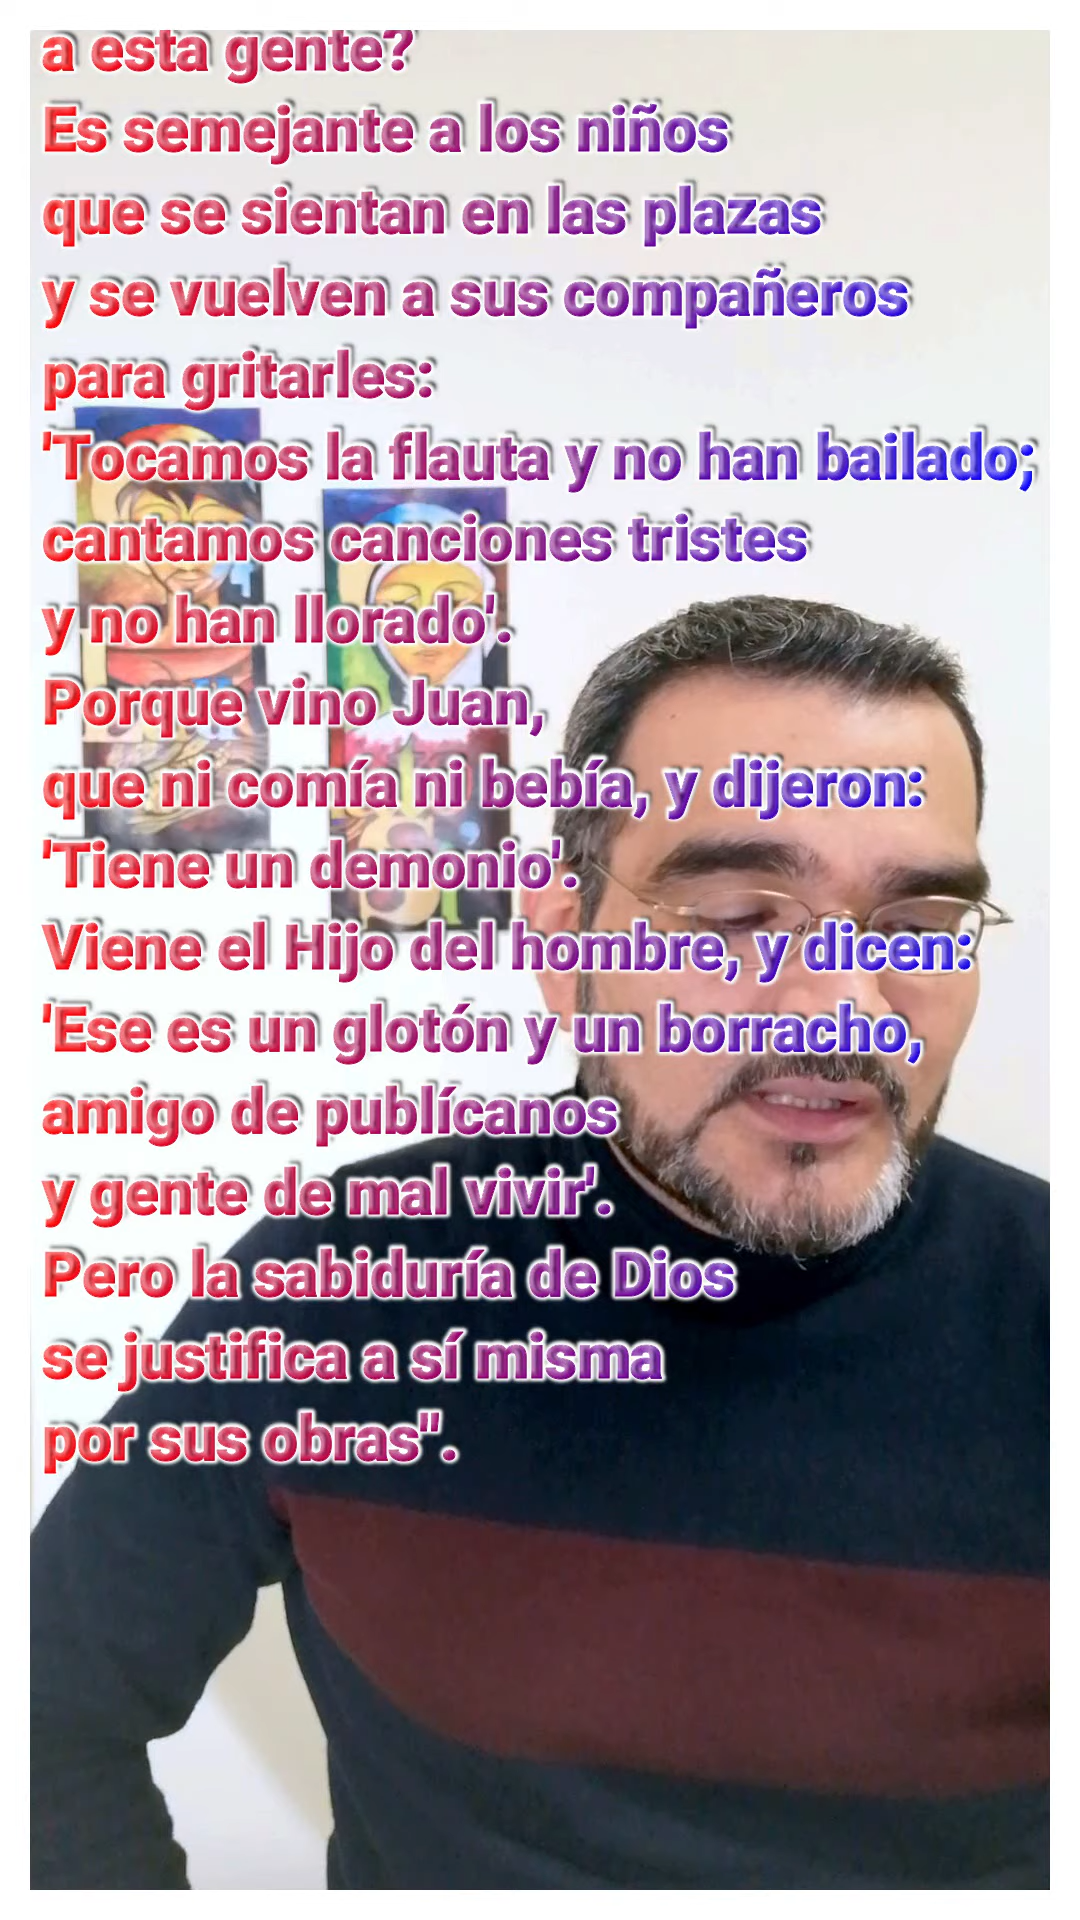 a esta gente?
Es semejante a los niños
que se sientan en las plazas
y se vuelven a sus compañeros
para gritarles:
'Tocamos la flauta y no han bailado;
cantamos canciones tristes
y no han llorado'.
Porque vino Juan,
que ni comía ni bebía, y dijeron:
'Tiene un demonio'.
Viene el Hijo del hombre, y dicen:
'Ese es un glotón y un borracho,
amigo de publícanos
y gente de mal vivir'.
Pero la sabiduría de Dios
se justifica a sí misma
por sus obras".